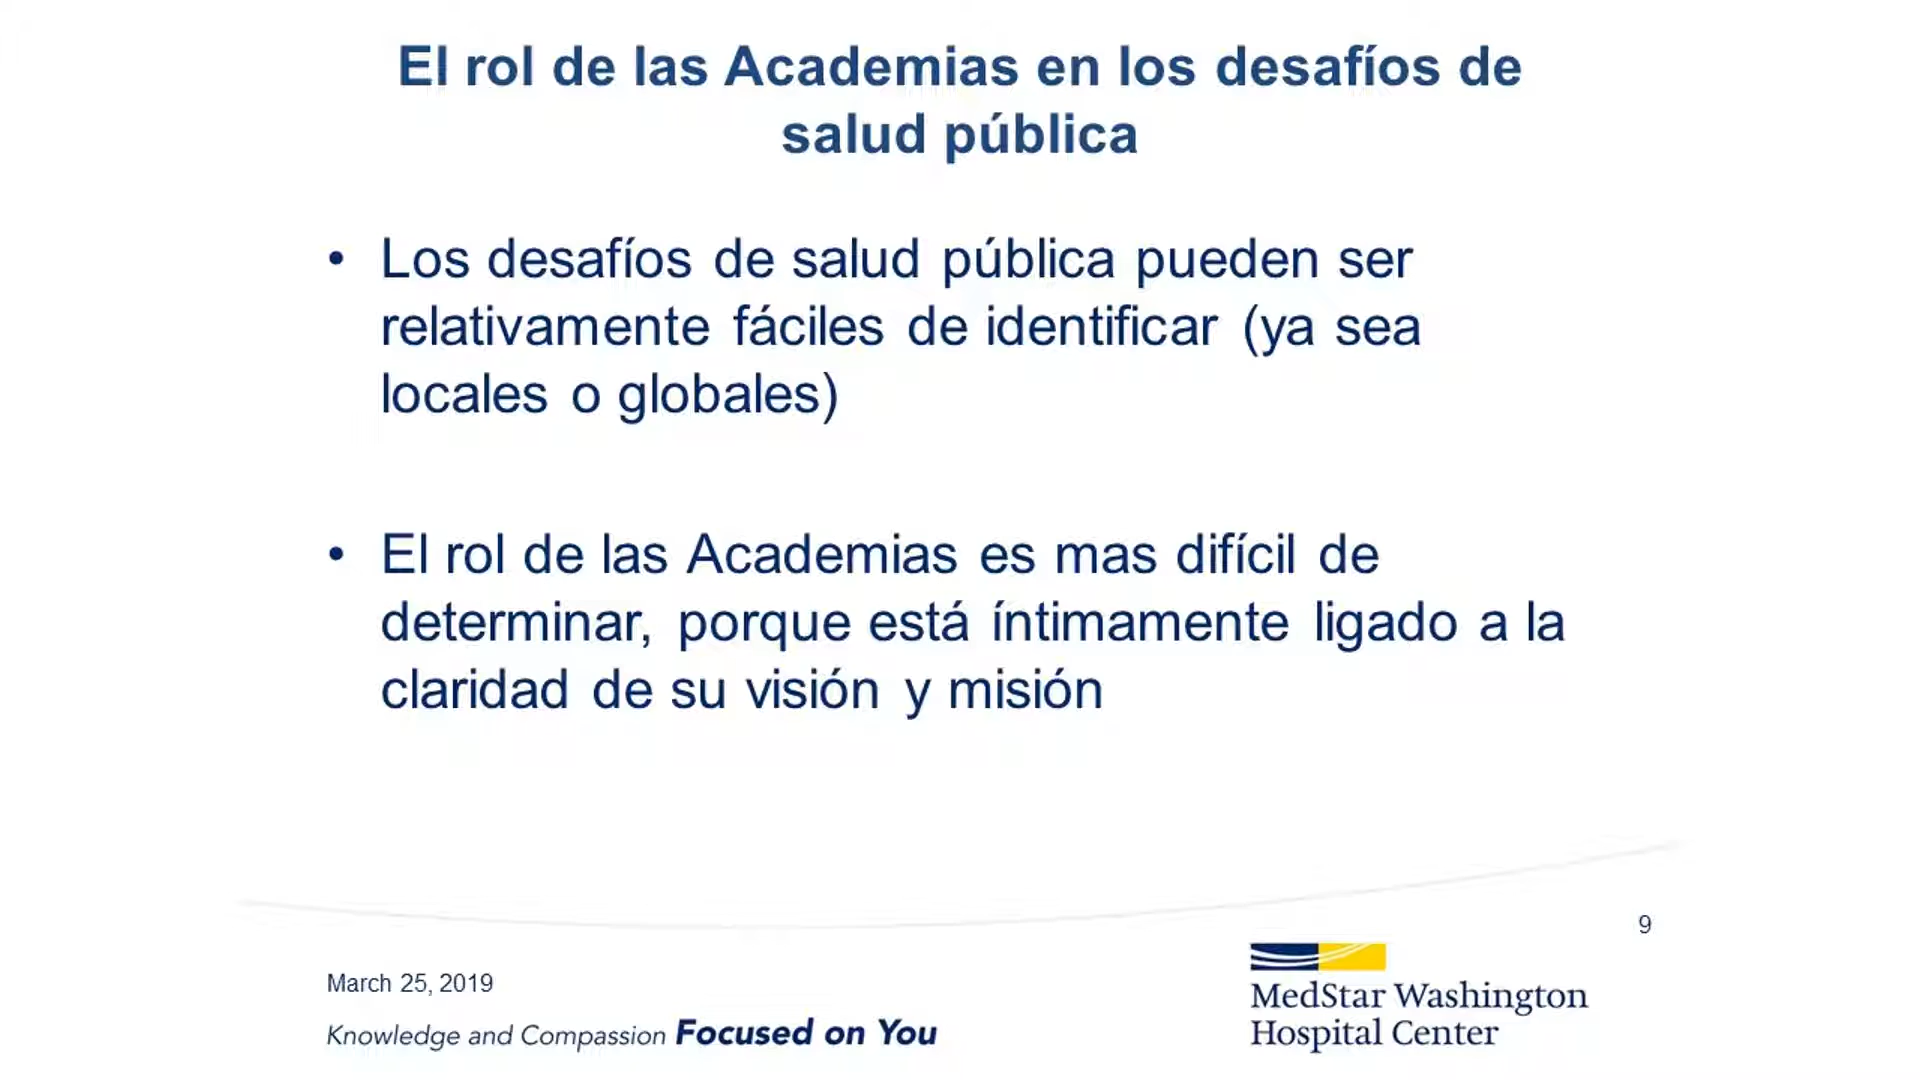 El rol de las Academias en los desafíos de
salud pública
• Los desafíos de salud pública pueden ser
relativamente fáciles de identificar (ya sea
locales o globales)
• El rol de las Academias es mas difícil de
determinar, porque está íntimamente ligado a la
claridad de su visión y misión
9
March 25, 2019
Knowledge and Compassion Focused on You
MedStar Washington
Hospital Center